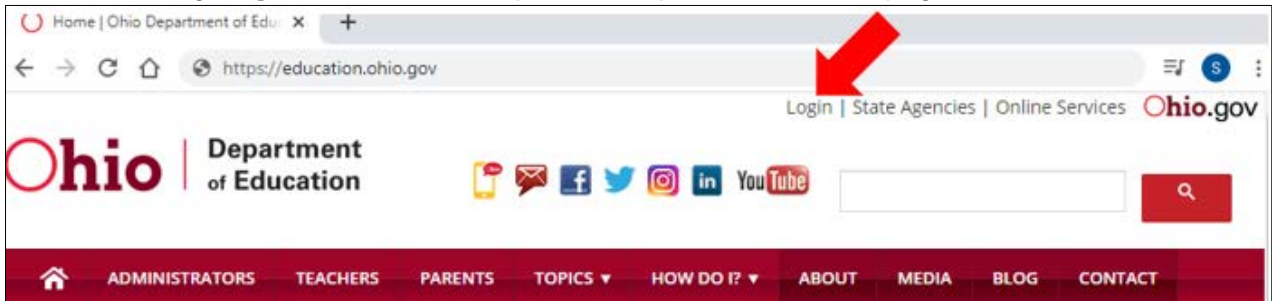 Home | Ohio Department of Edu
https://education.ohio.gov
S
Login | State Agencies | Online Services Ohio.gov
Ohio Department of Education
You Tube
in
ADMINISTRATORS TEACHERS PARENTS TOPICS HOW DO I? ABOUT MEDIA BLOG CONTACT